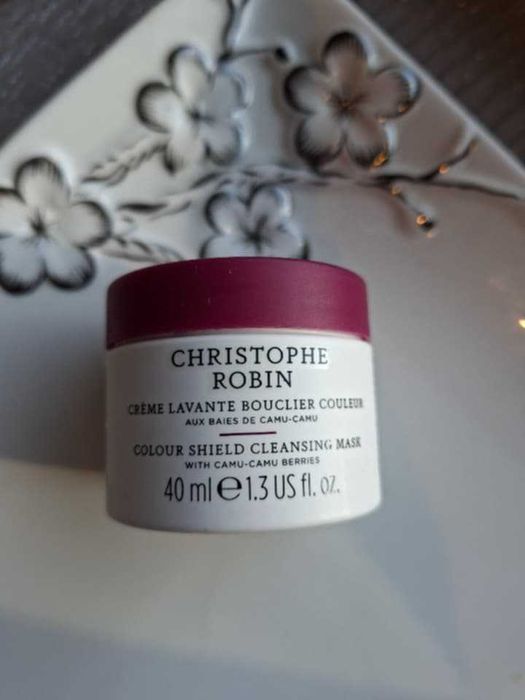 CHRISTOPHE
ROBIN
CRÈME LAVANTE BOUCLIER COULEUR
AUX BAIES DE CAMU-CAMU
COLOUR SHIELD CLEANSING MASK
WITH CAMU-CAMU BERRIES
40 ml ℮ 1.3 US fl. oz.